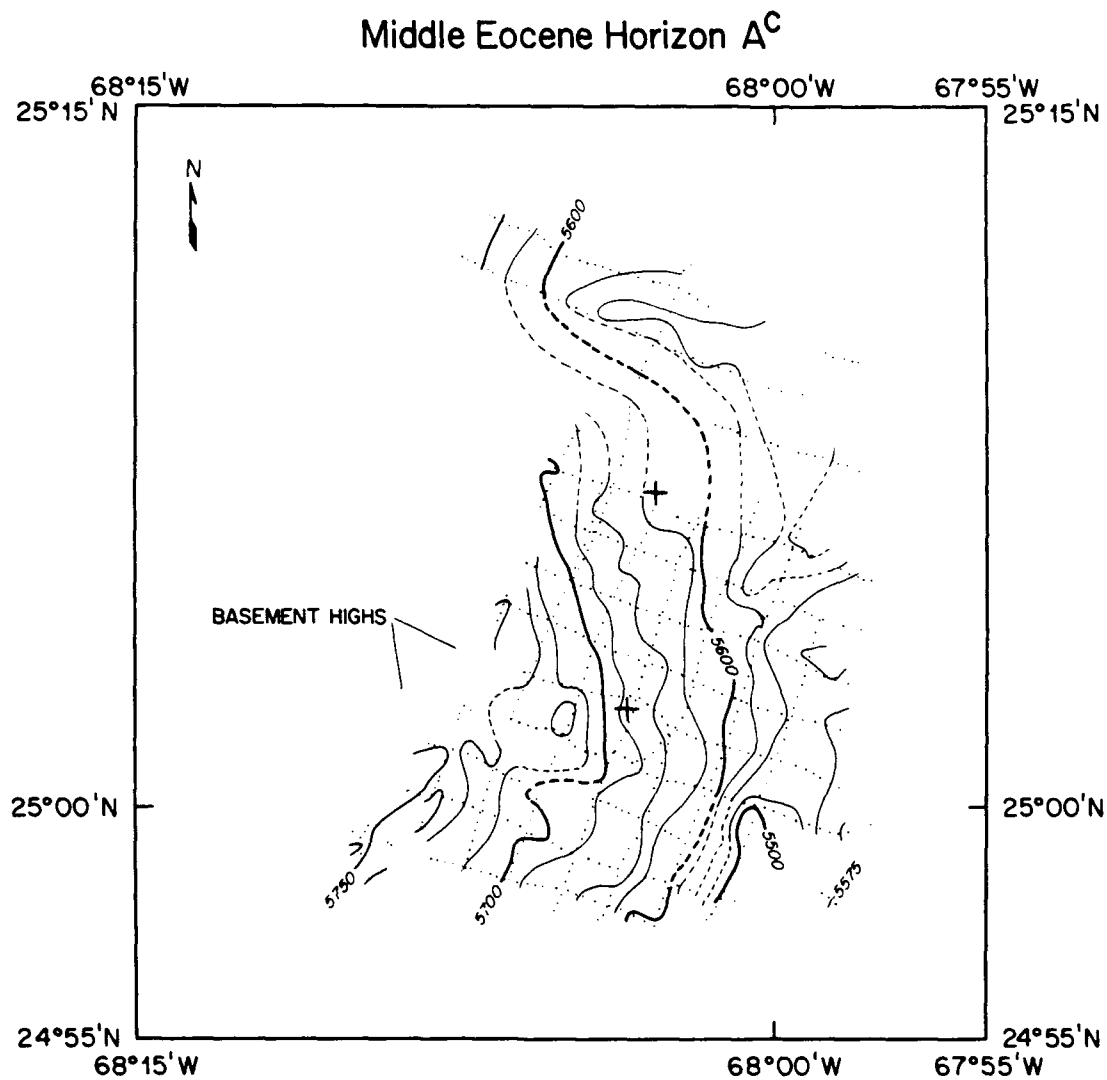 Middle Eocene Horizon Aᶜ
68°15'W 68°00'W 67°55'W
25°15'N 25°15'N
N
5600
BASEMENT HIGHS
5600
25°00'N 25°00'N
5750
5700
5500
5575
24°55'N 24°55'N
68°15'W 68°00'W 67°55'W